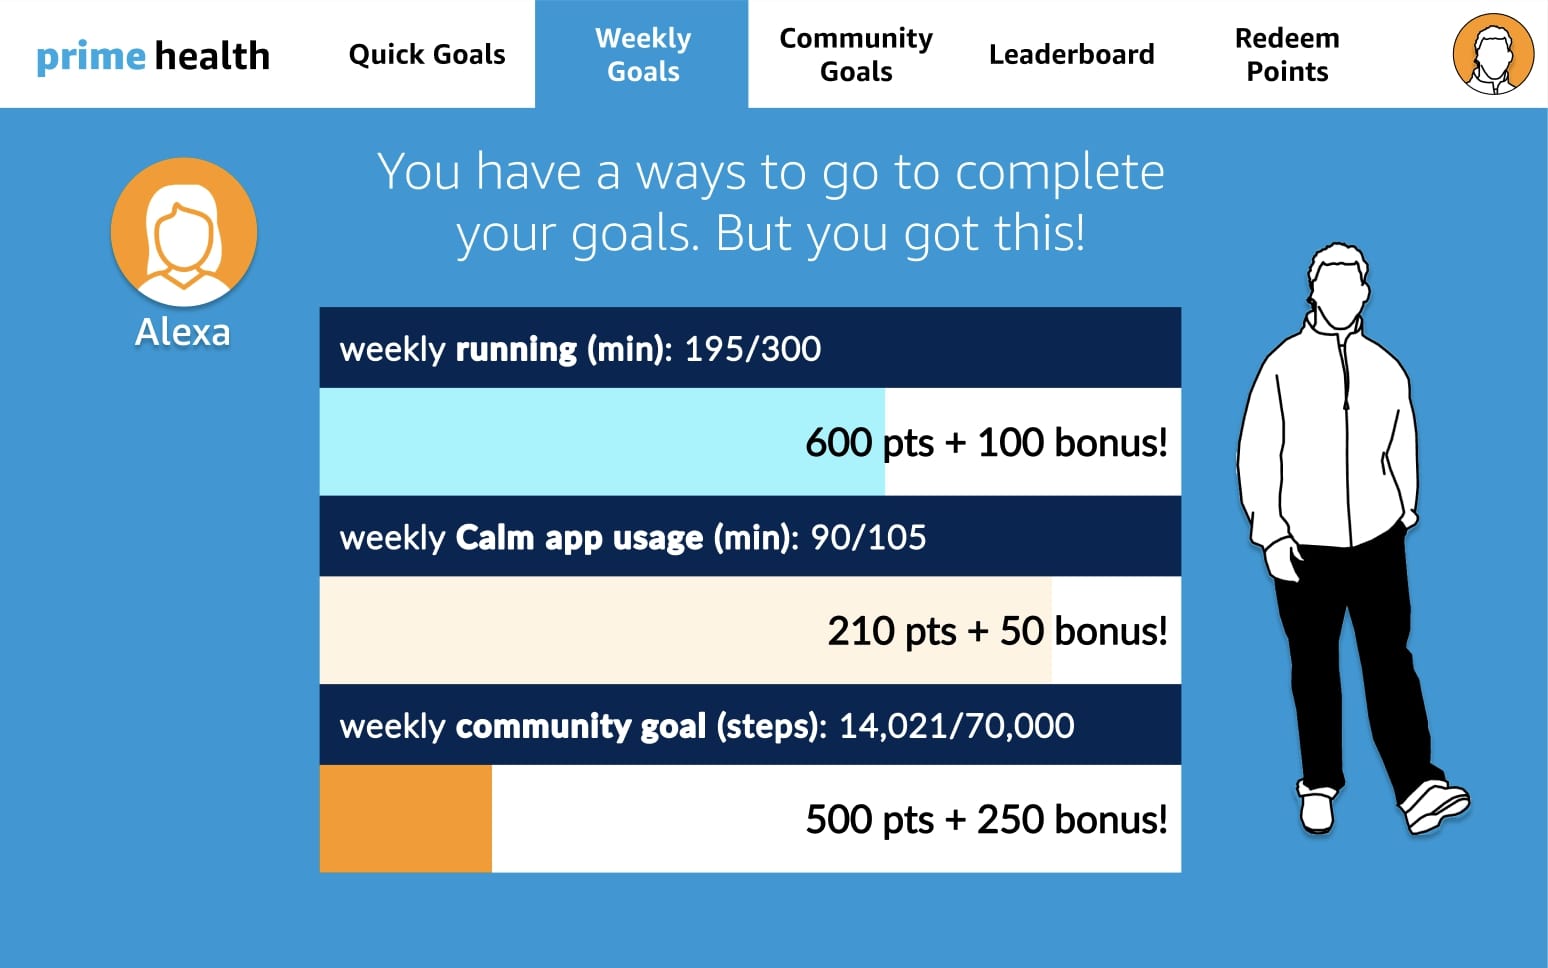 prime health
Quick Goals
Weekly
Goals
Community
Goals
Leaderboard
Redeem
Points
You have a ways to go to complete
your goals. But you got this!
Alexa
weekly running (min): 195/300
600 pts + 100 bonus!
weekly Calm app usage (min): 90/105
210 pts + 50 bonus!
weekly community goal (steps): 14,021/70,000
500 pts + 250 bonus!